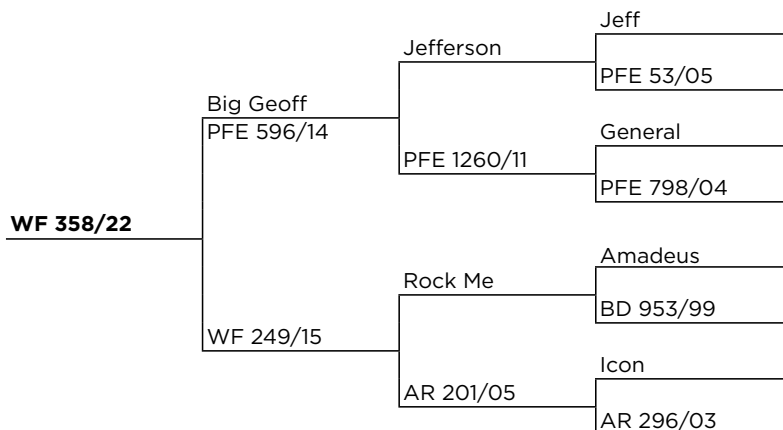 Jeff
Jefferson
PFE 53/05
Big Geoff
PFE 596/14
General
PFE 1260/11
PFE 798/04
WF 358/22
Amadeus
Rock Me
BD 953/99
WF 249/15
Icon
AR 201/05
AR 296/03